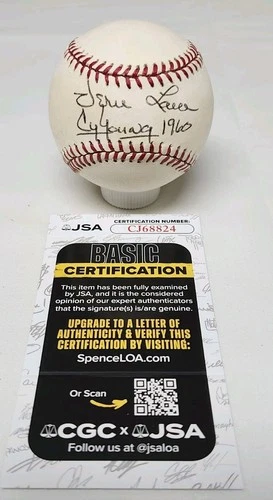 Vern Law
Cy Young 1960
JSA
CERTIFICATION NUMBER:
CJ68824
BASIC
CERTIFICATION
This item has been fully examined
by JSA, and it is the considered
opinion of our expert authenticators
that the signature(s) is/are genuine.
UPGRADE TO A LETTER OF
AUTHENTICITY & VERIFY THIS
CERTIFICATION BY VISITING:
SpenceLOA.com
Or Scan
CGC x JSA
Follow us @jsaloa